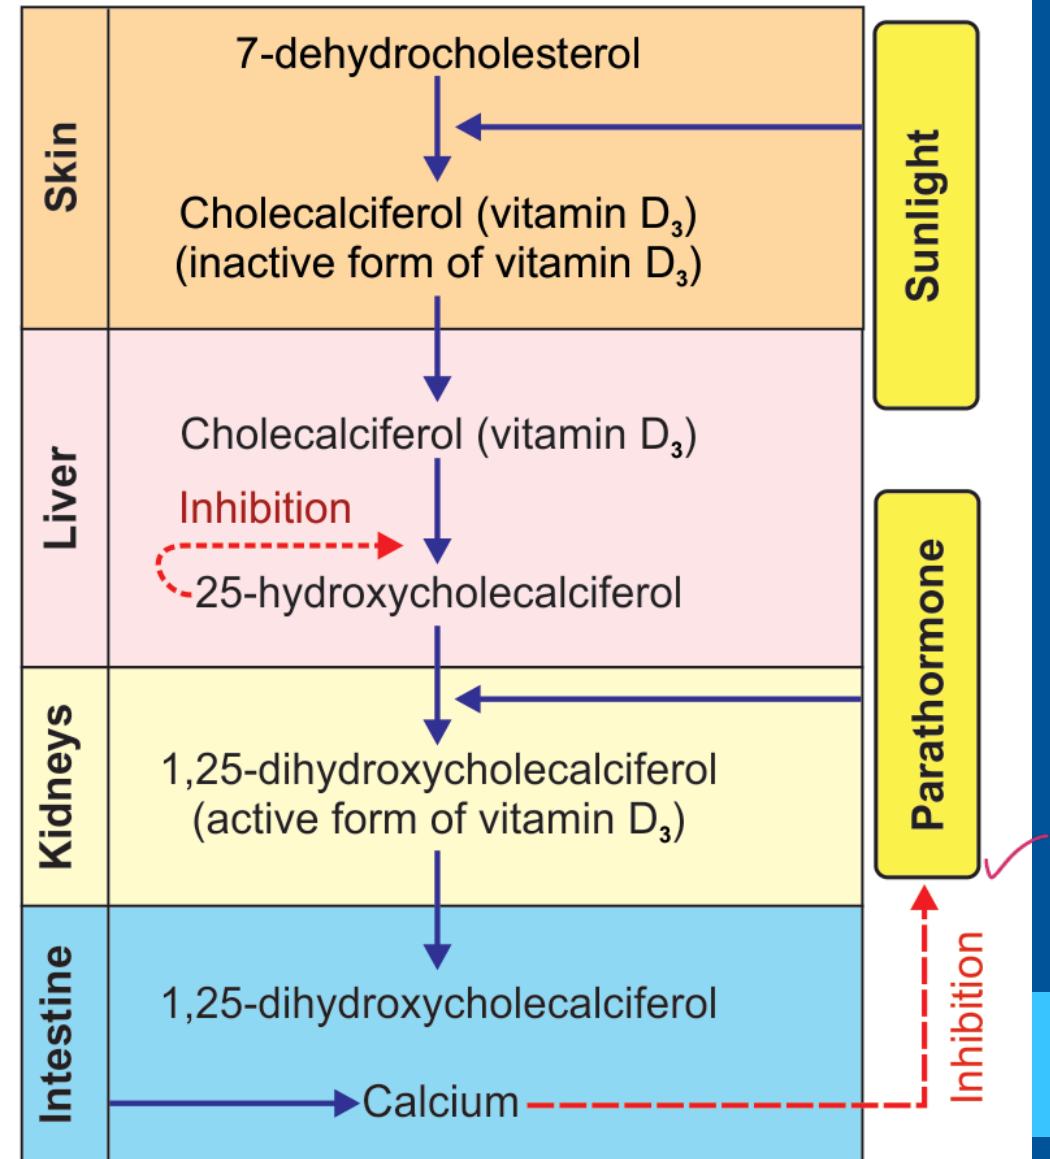 Skin
7-dehydrocholesterol
Cholecalciferol (vitamin D₃)
(inactive form of vitamin D₃)
Sunlight
Liver
Cholecalciferol (vitamin D₃)
Inhibition
25-hydroxycholecalciferol
Kidneys
1,25-dihydroxycholecalciferol
(active form of vitamin D₃)
Parathormone
Intestine
1,25-dihydroxycholecalciferol
Calcium
Inhibition